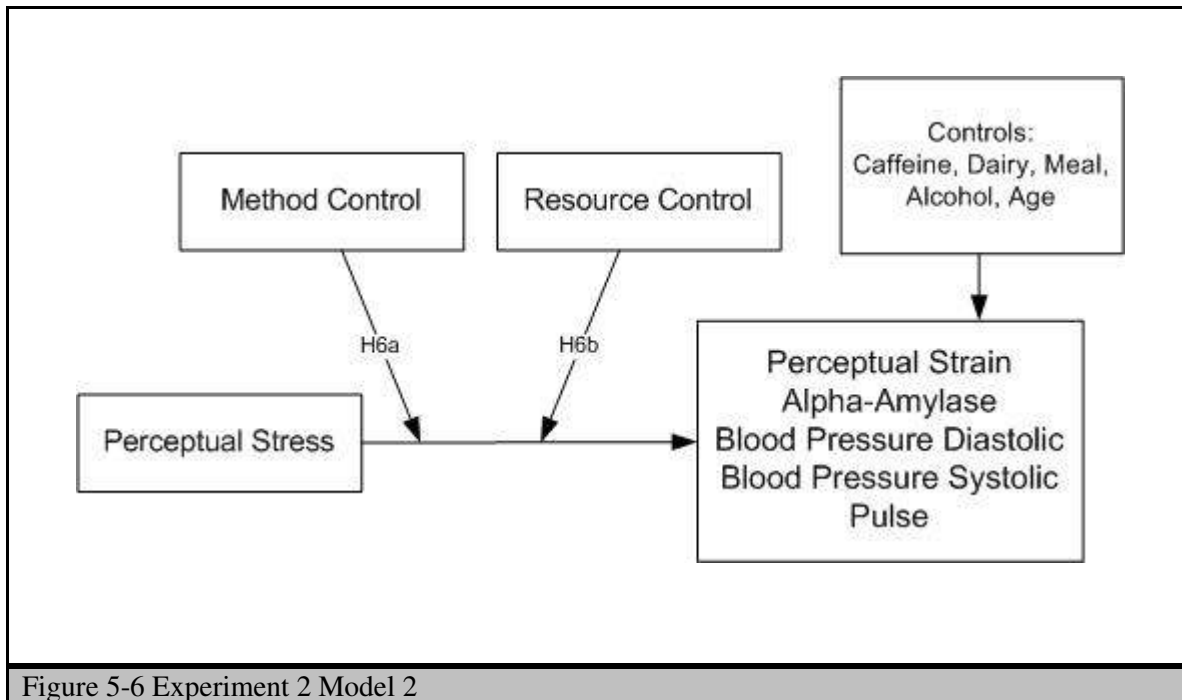 Controls:
Caffeine, Dairy, Meal,
Alcohol, Age
Method Control
Resource Control
H6a
H6b
Perceptual Stress
Perceptual Strain
Alpha-Amylase
Blood Pressure Diastolic
Blood Pressure Systolic
Pulse
Figure 5-6 Experiment 2 Model 2